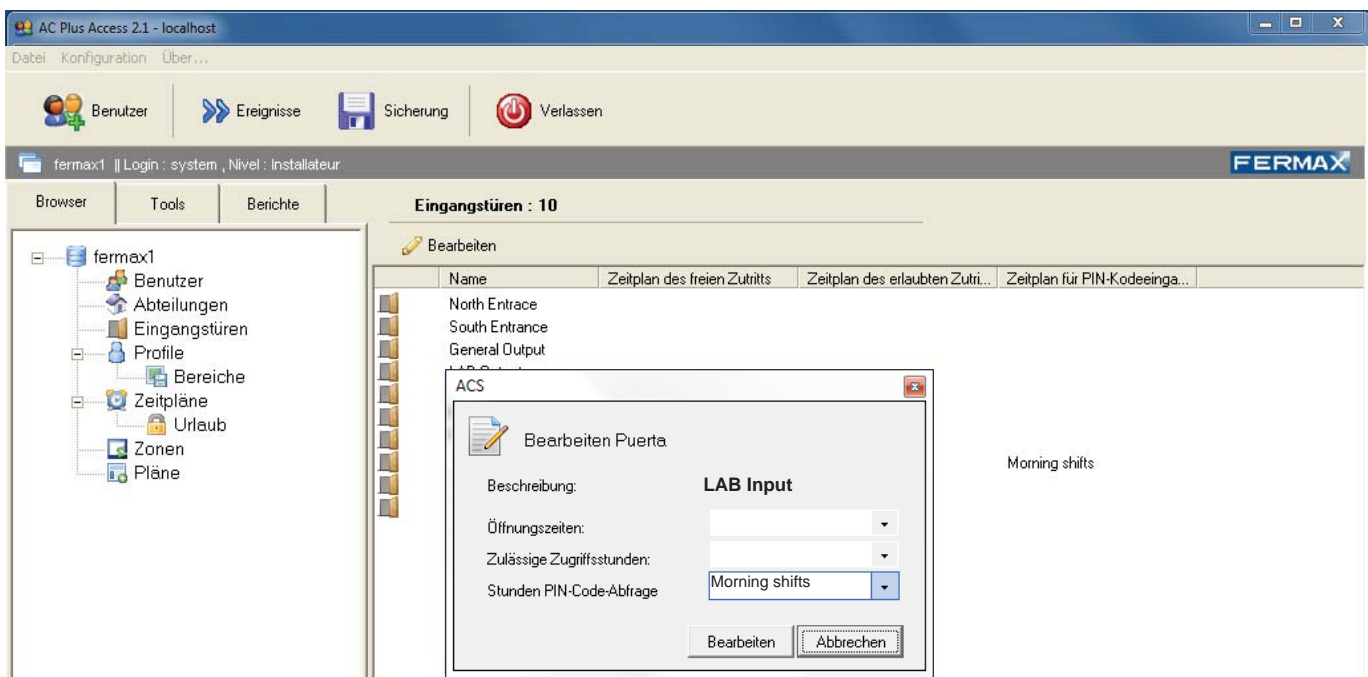 AC Plus Access 2.1 - localhost
Datei Konfiguration Über...
Benutzer Ereignisse Sicherung Verlassen
fermax1 || Login : system , Nivel : Installateur FERMAX
Browser Tools Berichte
fermax1
Benutzer
Abteilungen
Eingangstüren
Profile
Bereiche
Zeitpläne
Urlaub
Zonen
Pläne
Eingangstüren : 10
Bearbeiten
Name Zeitplan des freien Zutritts Zeitplan des erlaubten Zutri... Zeitplan für PIN-Kodeeinga...
North Entrace
South Entrance
General Output
Morning shifts
ACS
Bearbeiten Puerta
Beschreibung: LAB Input
Öffnungszeiten:
Zulässige Zugriffsstunden:
Stunden PIN-Code-Abfrage Morning shifts
Bearbeiten Abbrechen